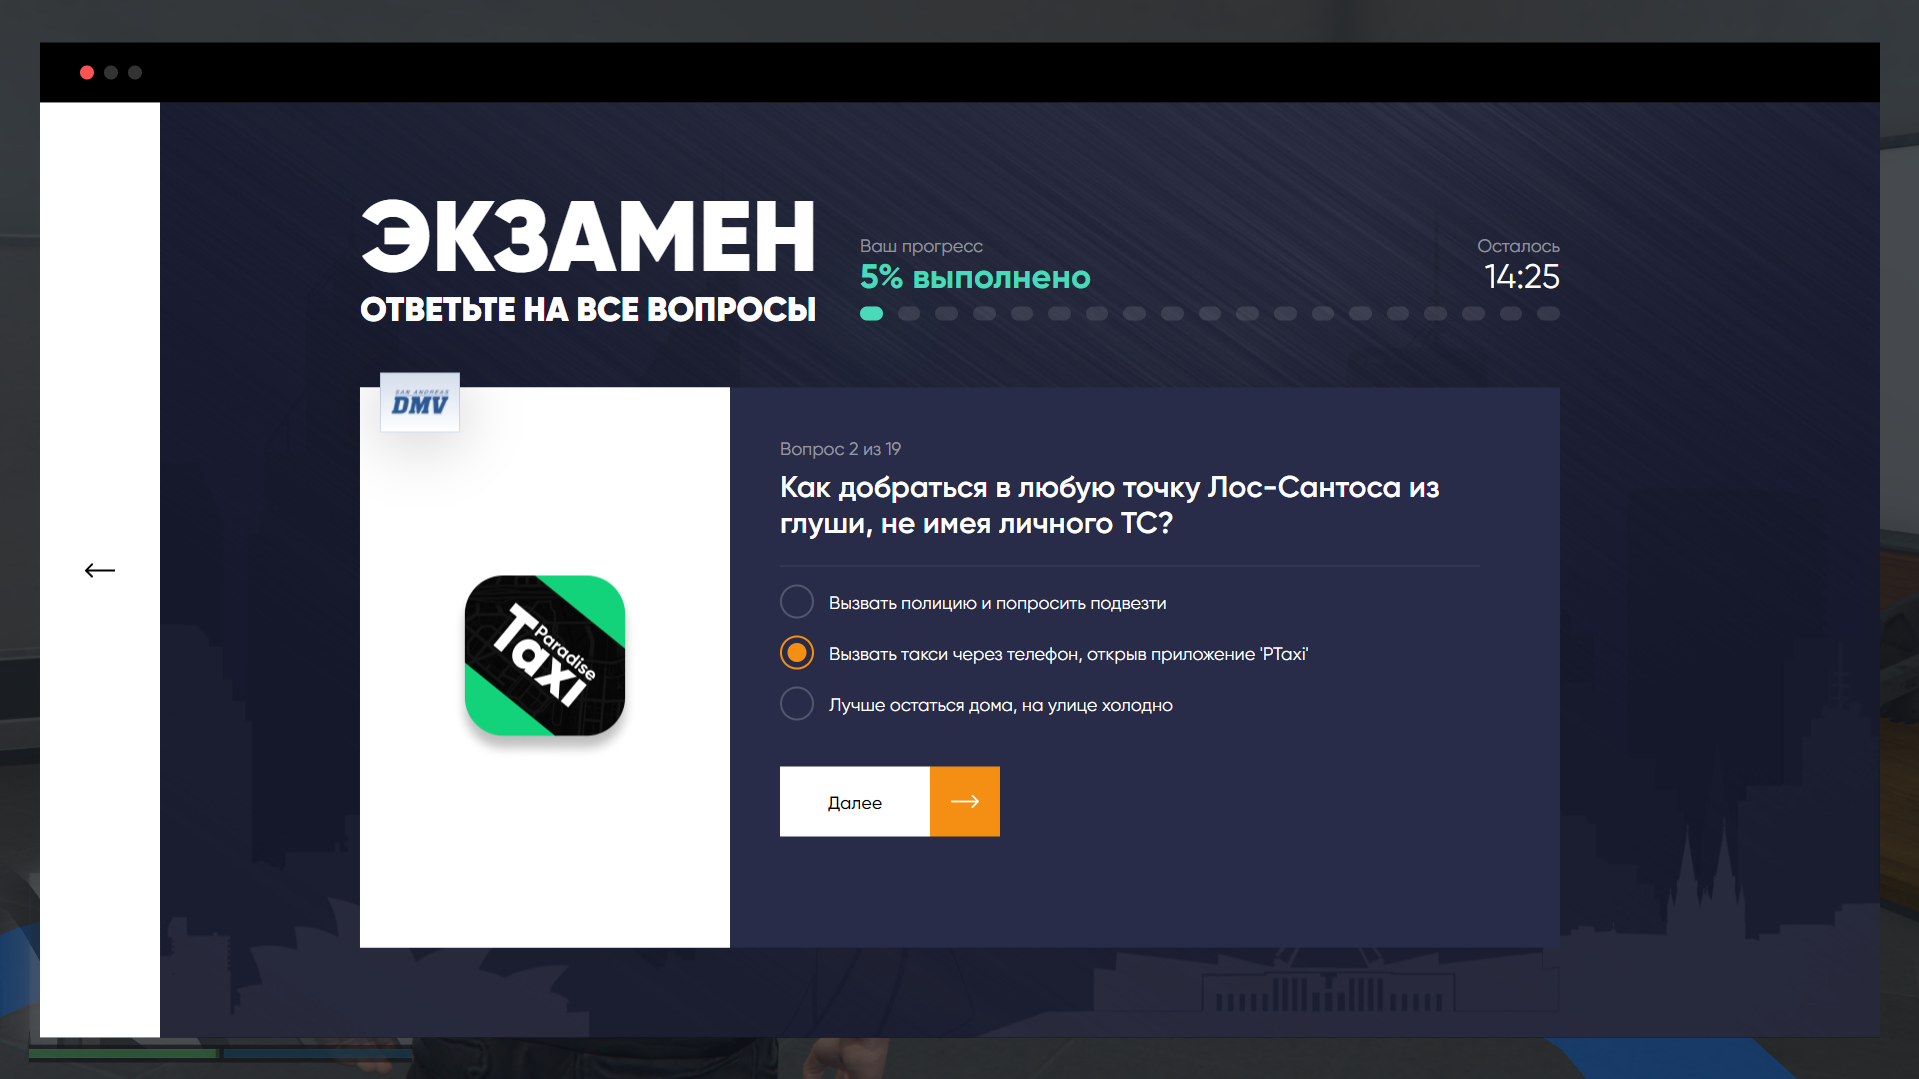 ЭКЗАМЕН
ОТВЕТЬТЕ НА ВСЕ ВОПРОСЫ
Ваш прогресс
5% выполнено
Осталось
14:25
SAN ANDREAS
DMV
Paradise
Taxi
Вопрос 2 из 19
Как добраться в любую точку Лос-Сантоса из
глуши, не имея личного ТС?
Вызвать полицию и попросить подвезти
Вызвать такси через телефон, открыв приложение 'PTaxi'
Лучше остаться дома, на улице холодно
Далее